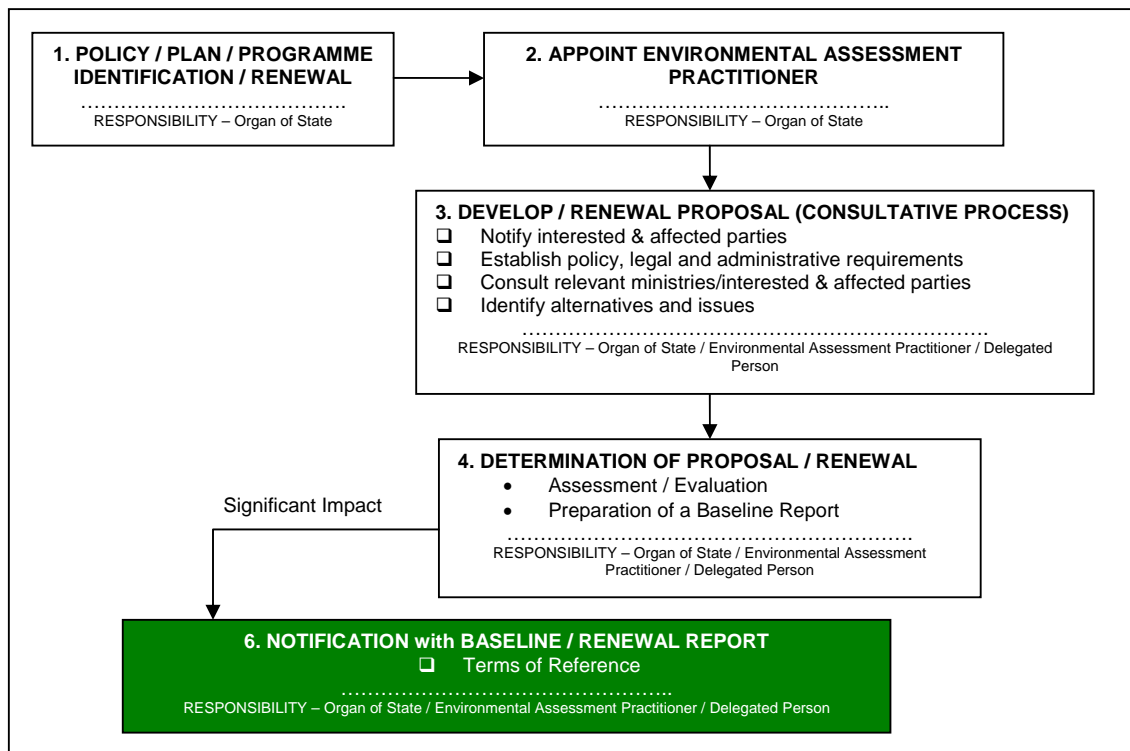 1. POLICY / PLAN / PROGRAMME
IDENTIFICATION / RENEWAL
…………………………………….
RESPONSIBILITY – Organ of State
2. APPOINT ENVIRONMENTAL ASSESSMENT
PRACTITIONER
……………………………………..
RESPONSIBILITY – Organ of State
3. DEVELOP / RENEWAL PROPOSAL (CONSULTATIVE PROCESS)
❑ Notify interested & affected parties
❑ Establish policy, legal and administrative requirements
❑ Consult relevant ministries/interested & affected parties
❑ Identify alternatives and issues
…………………………………………………………….
RESPONSIBILITY – Organ of State / Environmental Assessment Practitioner / Delegated
Person
4. DETERMINATION OF PROPOSAL / RENEWAL
• Assessment / Evaluation
• Preparation of a Baseline Report
…………………………………………………….
RESPONSIBILITY – Organ of State / Environmental Assessment
Practitioner / Delegated Person
Significant Impact
6. NOTIFICATION with BASELINE / RENEWAL REPORT
❑ Terms of Reference
…………………………………………..
RESPONSIBILITY – Organ of State / Environmental Assessment Practitioner / Delegated Person